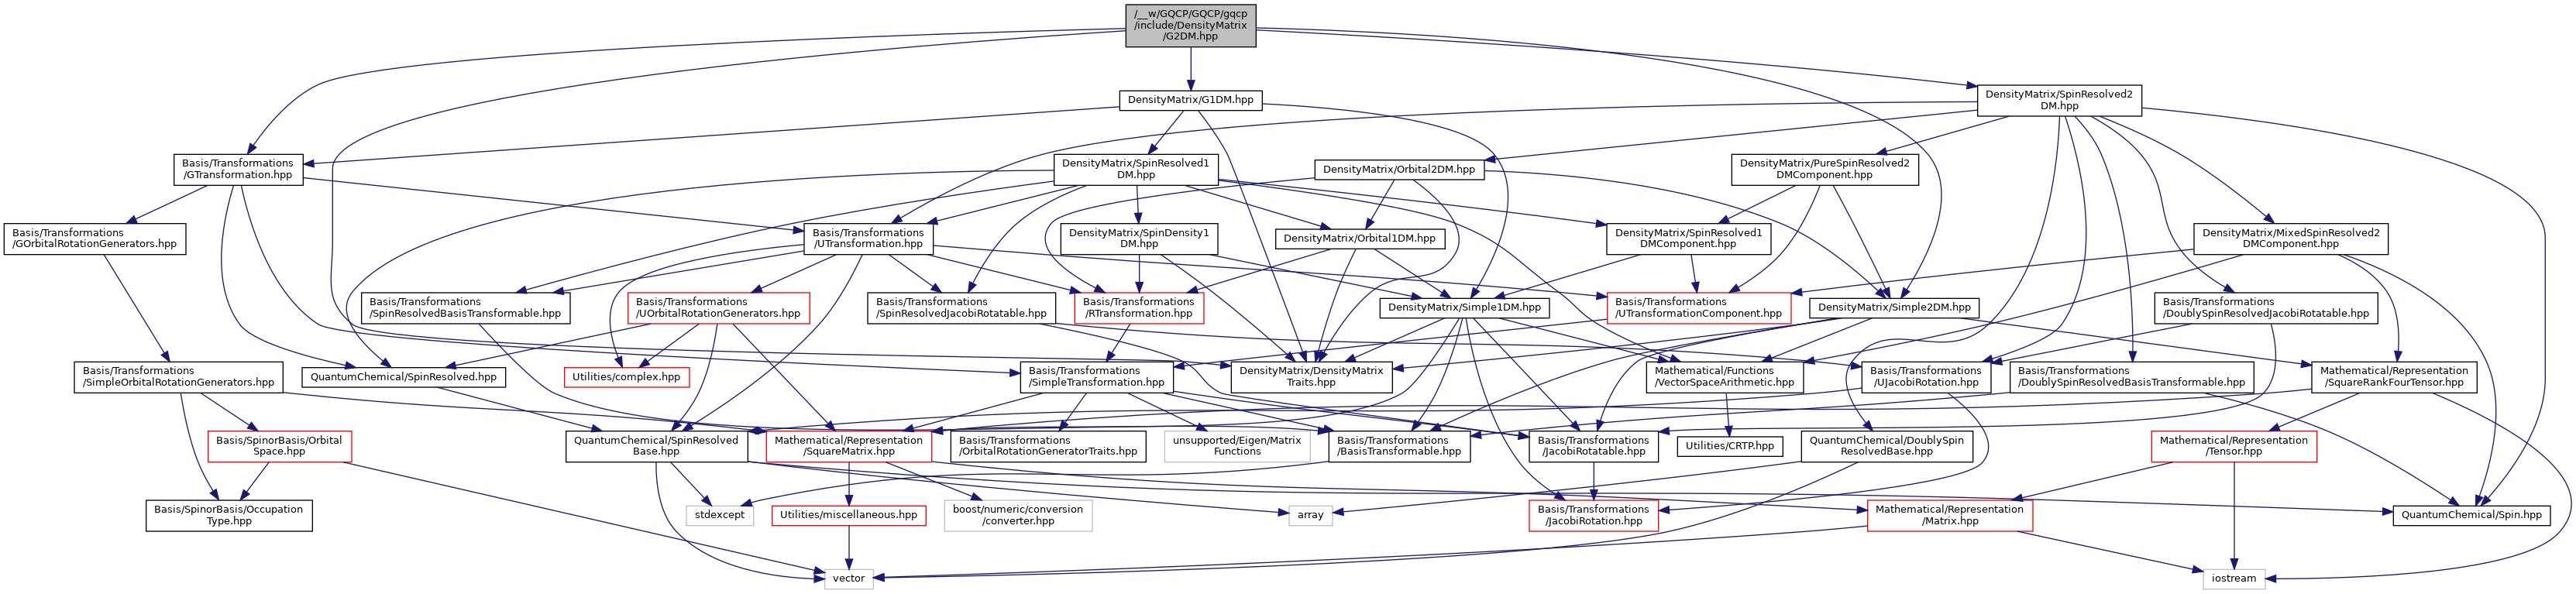 /__w/GQCP/GQCP/gqcp
/include/DensityMatrix
/G2DM.hpp
DensityMatrix/G1DM.hpp
DensityMatrix/SpinResolved2
DM.hpp
Basis/Transformations
/GTransformation.hpp
DensityMatrix/SpinResolved1
DM.hpp
DensityMatrix/Orbital2DM.hpp
DensityMatrix/PureSpinResolved2
DMComponent.hpp
Basis/Transformations
/GOrbitalRotationGenerators.hpp
Basis/Transformations
/UTransformation.hpp
DensityMatrix/SpinDensity1
DM.hpp
DensityMatrix/Orbital1DM.hpp
DensityMatrix/SpinResolved1
DMComponent.hpp
DensityMatrix/MixedSpinResolved2
DMComponent.hpp
Basis/Transformations
/SpinResolvedBasisTransformable.hpp
Basis/Transformations
/UOrbitalRotationGenerators.hpp
Basis/Transformations
/SpinResolvedJacobiRotatable.hpp
Basis/Transformations
/RTransformation.hpp
DensityMatrix/Simple1DM.hpp
Basis/Transformations
/UTransformationComponent.hpp
DensityMatrix/Simple2DM.hpp
Basis/Transformations
/DoublySpinResolvedJacobiRotatable.hpp
Basis/Transformations
/SimpleOrbitalRotationGenerators.hpp
QuantumChemical/SpinResolved.hpp
Utilities/complex.hpp
Basis/Transformations
/SimpleTransformation.hpp
DensityMatrix/DensityMatrix
Traits.hpp
Mathematical/Functions
/VectorSpaceArithmetic.hpp
Basis/Transformations
/UJacobiRotation.hpp
Basis/Transformations
/DoublySpinResolvedBasisTransformable.hpp
Mathematical/Representation
/SquareRankFourTensor.hpp
Basis/SpinorBasis/Orbital
Space.hpp
QuantumChemical/SpinResolved
Base.hpp
Mathematical/Representation
/SquareMatrix.hpp
Basis/Transformations
/OrbitalRotationGeneratorTraits.hpp
unsupported/Eigen/Matrix
Functions
Basis/Transformations
/BasisTransformable.hpp
Basis/Transformations
/JacobiRotatable.hpp
Utilities/CRTP.hpp
QuantumChemical/DoublySpin
ResolvedBase.hpp
Mathematical/Representation
/Tensor.hpp
Basis/SpinorBasis/Occupation
Type.hpp
stdexcept
Utilities/miscellaneous.hpp
boost/numeric/conversion
/converter.hpp
array
Basis/Transformations
/JacobiRotation.hpp
Mathematical/Representation
/Matrix.hpp
QuantumChemical/Spin.hpp
vector
iostream